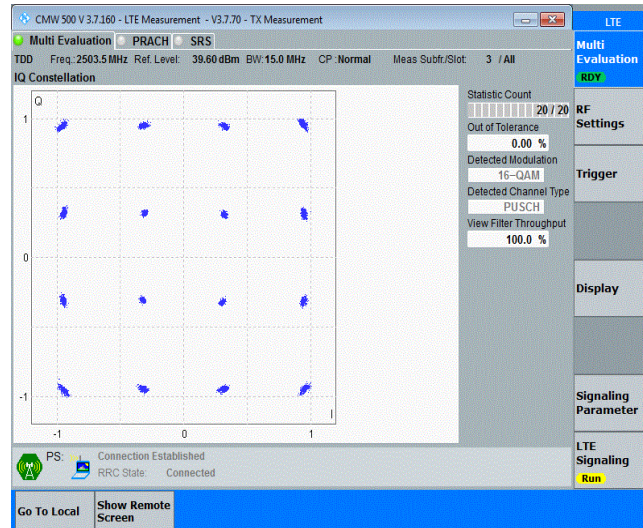 CMW 500 V 3.7.160 - LTE Measurement - V3.7.70 - TX Measurement
LTE
Multi Evaluation PRACH SRS
TDD Freq.: 2503.5 MHz Ref. Level: 39.60 dBm BW: 15.0 MHz CP : Normal Meas Subfr./Slot: 3 / All
IQ Constellation
Q
1
0
-1
-1
0
1
I
Statistic Count
20 / 20
Out of Tolerance
0.00 %
Detected Modulation
16-QAM
Detected Channel Type
PUSCH
View Filter Throughput
100.0 %
Multi
Evaluation
RDY
RF
Settings
Trigger
Display
Signaling
Parameter
LTE
Signaling
Run
PS: Connection Established
RRC State: Connected
Go To Local
Show Remote
Screen